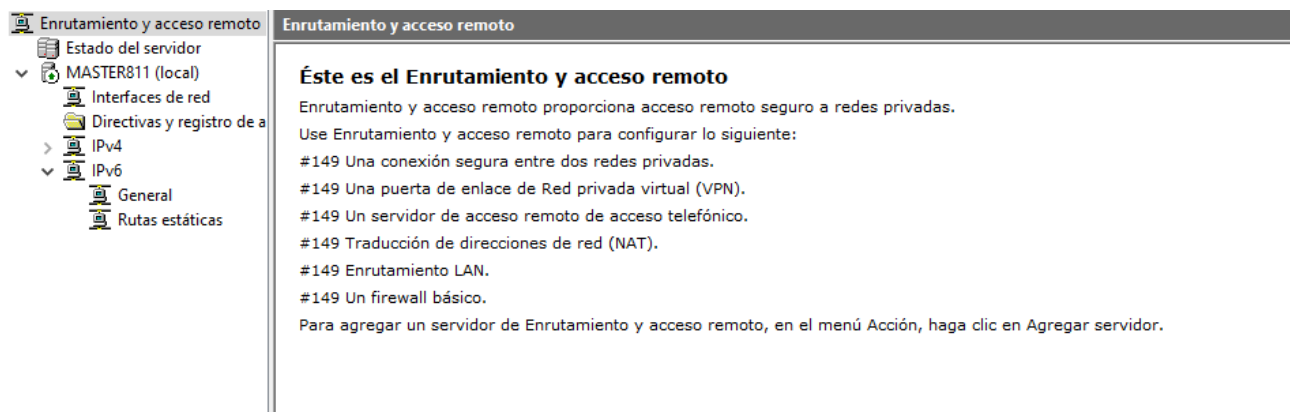 Enrutamiento y acceso remoto
Estado del servidor
MASTER811 (local)
Interfaces de red
Directivas y registro de a
IPv4
IPv6
General
Rutas estáticas
Enrutamiento y acceso remoto
Éste es el Enrutamiento y acceso remoto
Enrutamiento y acceso remoto proporciona acceso remoto seguro a redes privadas.
Use Enrutamiento y acceso remoto para configurar lo siguiente:
#149 Una conexión segura entre dos redes privadas.
#149 Una puerta de enlace de Red privada virtual (VPN).
#149 Un servidor de acceso remoto de acceso telefónico.
#149 Traducción de direcciones de red (NAT).
#149 Enrutamiento LAN.
#149 Un firewall básico.
Para agregar un servidor de Enrutamiento y acceso remoto, en el menú Acción, haga clic en Agregar servidor.